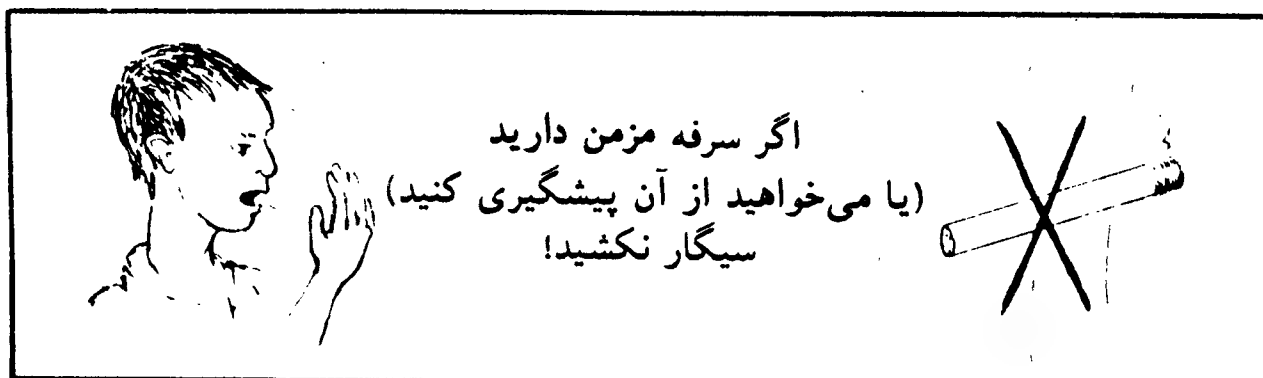 اگر سرفه مزمن دارید
(یا می‌خواهید از آن پیشگیری کنید)
سیگار نکشید!